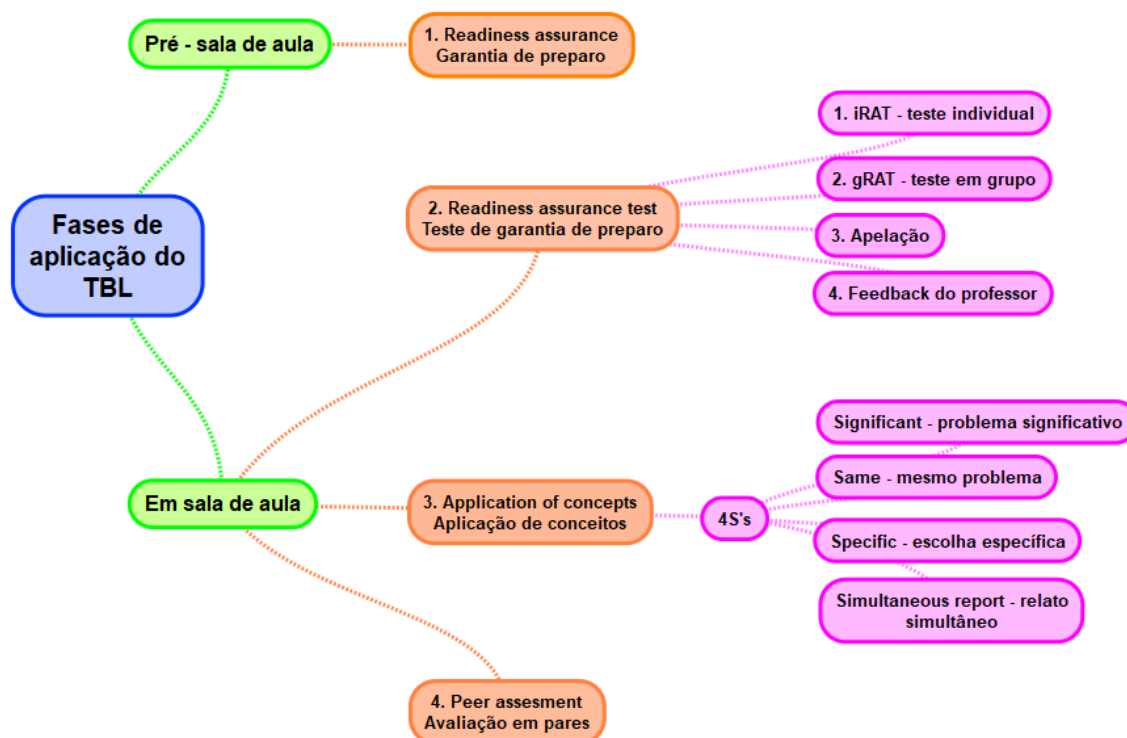 Fases de
aplicação do
TBL
Pré - sala de aula
1. Readiness assurance
Garantia de preparo
Em sala de aula
2. Readiness assurance test
Teste de garantia de preparo
1. iRAT - teste individual
2. gRAT - teste em grupo
3. Apelação
4. Feedback do professor
3. Application of concepts
Aplicação de conceitos
4S's
Significant - problema significativo
Same - mesmo problema
Specific - escolha específica
Simultaneous report - relato
simultâneo
4. Peer assesment
Avaliação em pares